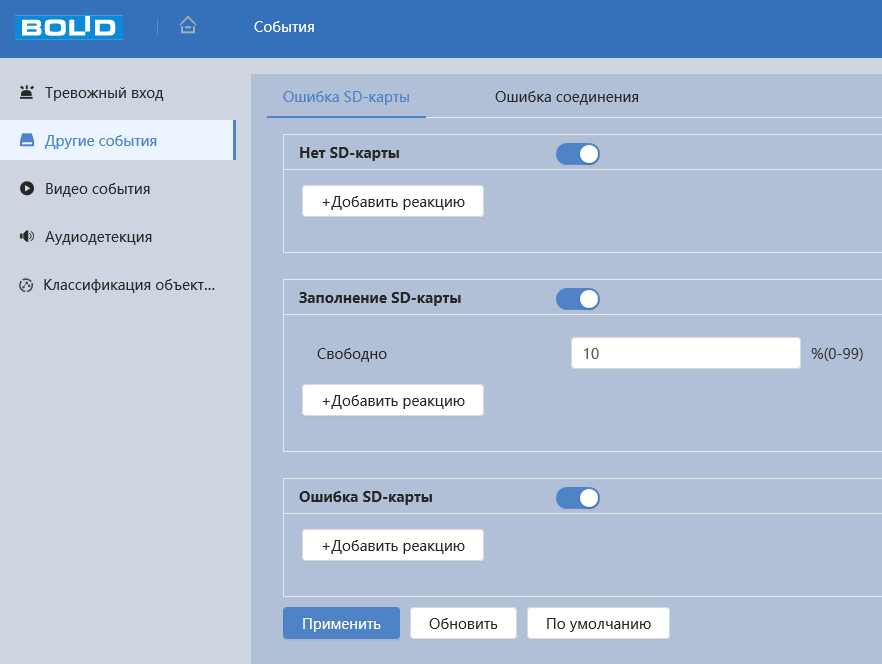 BOLID
События
Тревожный вход
Другие события
Видео события
Аудиодетекция
Классификация объект...
Ошибка SD-карты
Ошибка соединения
Нет SD-карты
+Добавить реакцию
Заполнение SD-карты
Свободно
10
%(0-99)
+Добавить реакцию
Ошибка SD-карты
+Добавить реакцию
Применить
Обновить
По умолчанию